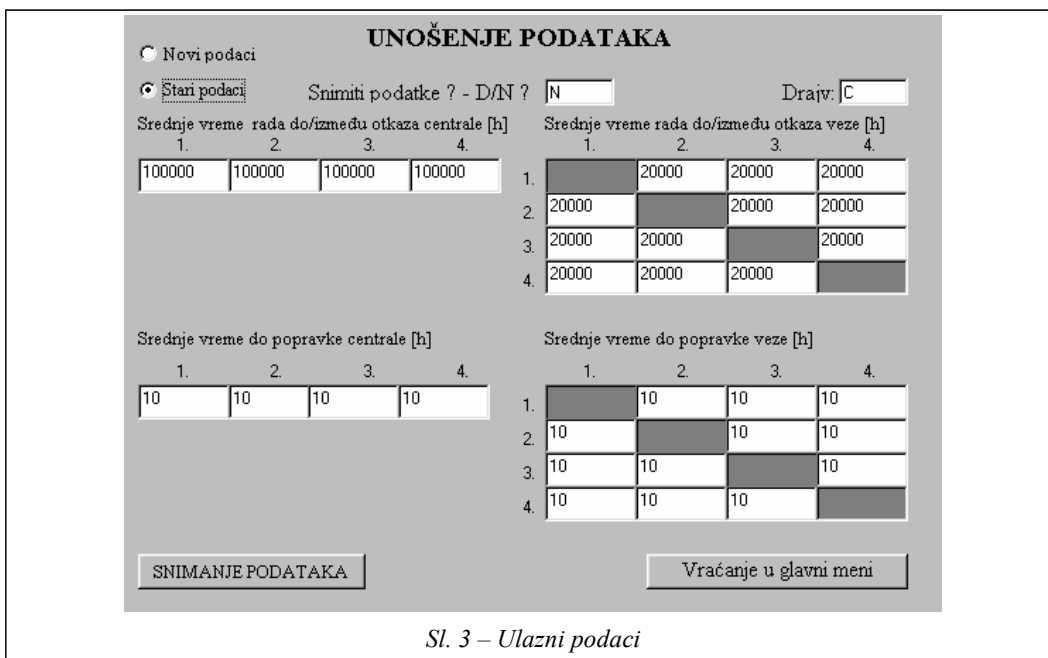 UNOŠENJE PODATAKA
Novi podaci
Stari podaci Snimiti podatke ? - D/N ? N Drajv: C
Srednje vreme rada do/između otkaza centrale [h]
1. 2. 3. 4.
100000 100000 100000 100000
Srednje vreme rada do/između otkaza veze [h]
1. 2. 3. 4.
1. 20000 20000 20000
2. 20000 20000 20000
3. 20000 20000 20000
4. 20000 20000 20000
Srednje vreme do popravke centrale [h]
1. 2. 3. 4.
10 10 10 10
Srednje vreme do popravke veze [h]
1. 2. 3. 4.
1. 10 10 10
2. 10 10 10
3. 10 10 10
4. 10 10 10
SNIMANJE PODATAKA
Vraćanje u glavni meni
Sl. 3 – Ulazni podaci